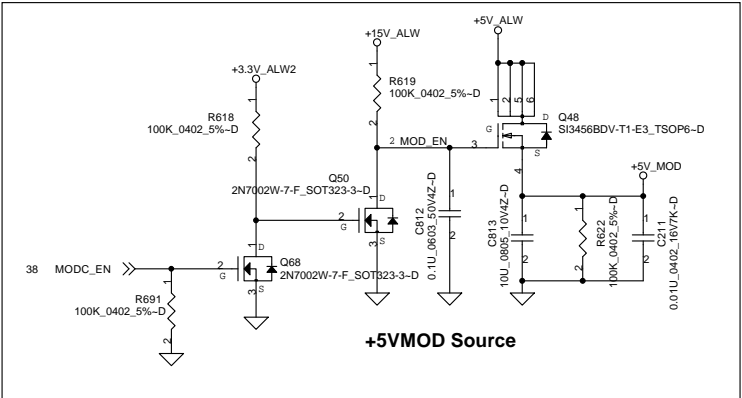 +5V_ALW
+15V_ALW
+3.3V_ALW2
1
R619
100K_0402_5%~D
2
1
2
5
6
D
Q48
SI3456BDV-T1-E3_TSOP6~D
G
S
3
4
2 MOD_EN
1
R618
100K_0402_5%~D
2
Q50
2N7002W-7-F_SOT323-3~D
1
D
2
G
3
S
C812
0.1U_0603_50V4Z~D
1
2
+5V_MOD
C813
10U_0805_10V4Z~D
1
2
R622
100K_0402_5%~D
1
2
C211
0.01U_0402_16V7K~D
1
2
38 MODC_EN
1
D
2
G
Q68
2N7002W-7-F_SOT323-3~D
3
S
1
R691
100K_0402_5%~D
2
+5VMOD Source